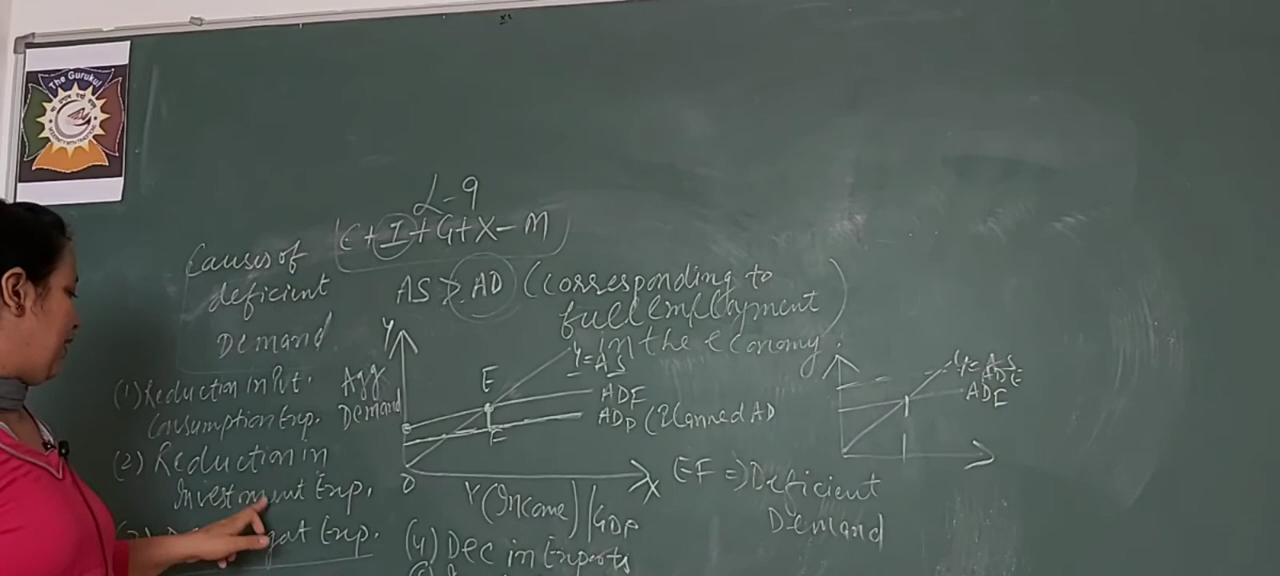 The Gurukul
L-9
C+I+G+X-M
Causes of
deficient
Demand
AS > AD (corresponding to
full employment
in the economy.)
(1) Reduction in Pvt.
Consumption Exp.
(2) Reduction in
Investment Exp.
Exp.
(4) Dec in Exports
Y
Agg
Demand
E
Y=AS
ADF
ADP (Planned AD
F
O
X
Y (Income) | GDP
EF => Deficient
Demand
Y=AS
ADF